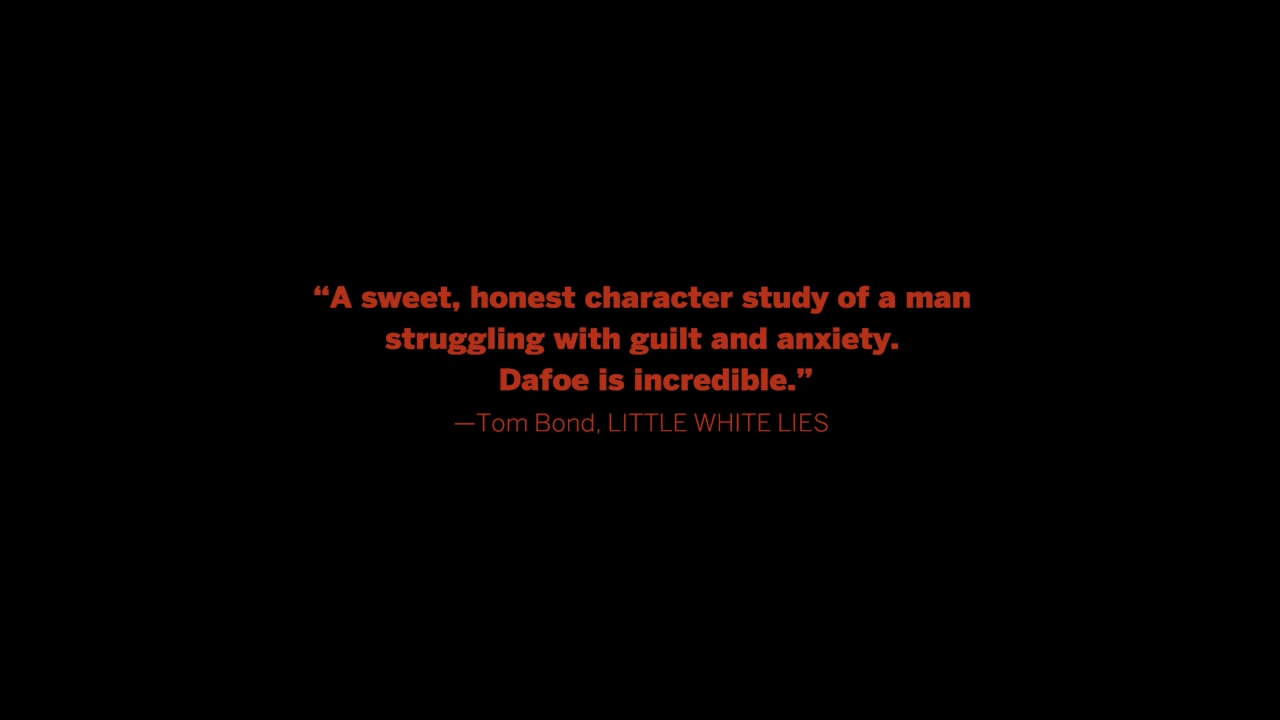 “A sweet, honest character study of a man
struggling with guilt and anxiety.
Dafoe is incredible.”
—Tom Bond, LITTLE WHITE LIES